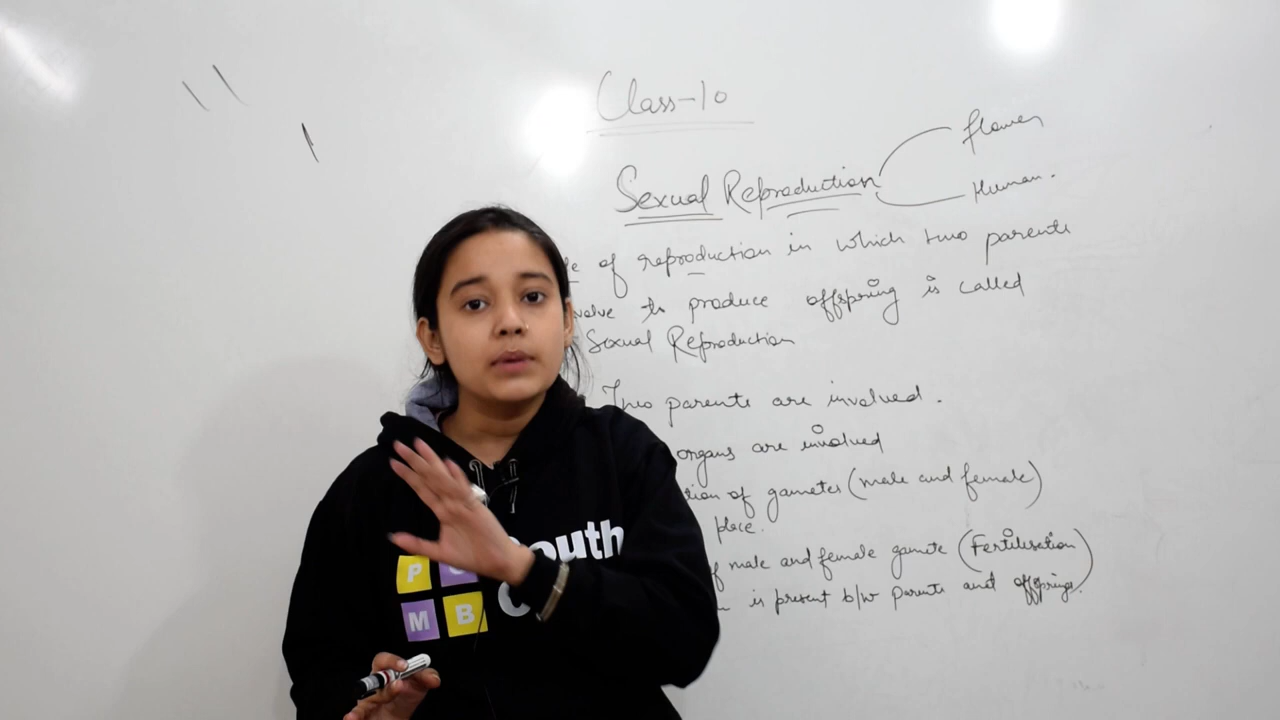 Class-10
Sexual Reproduction
flower
Human.
of reproduction in which two parents
to produce offspring is called
Sexual Reproduction
Two parents are involved.
organs are involved
of gametes (male and female)
place.
male and female gamete (Fertilisation)
is present b/w parents and offsprings.
outh
P
M B